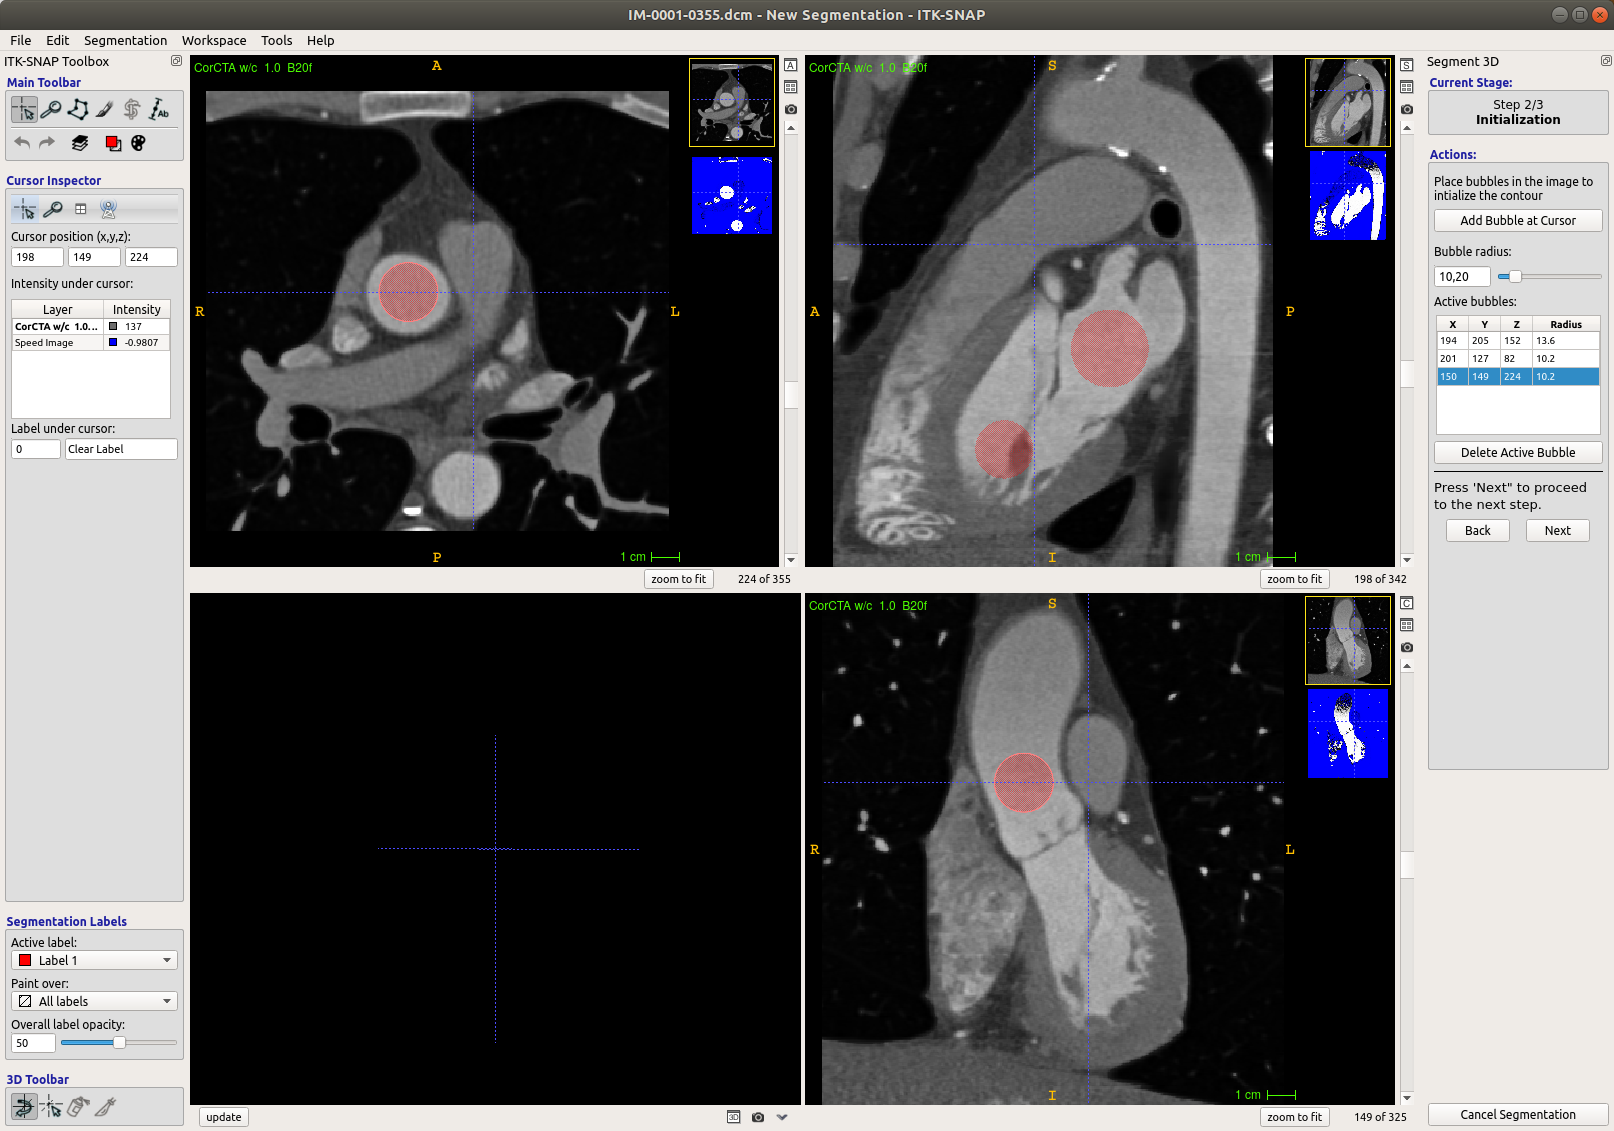 IM-0001-0355.dcm - New Segmentation - ITK-SNAP
File Edit Segmentation Workspace Tools Help
ITK-SNAP Toolbox
Main Toolbar
Ab
Cursor Inspector
Cursor position (x,y,z):
198 149 224
Intensity under cursor:
Layer Intensity
CorCTA w/c 1.0... 137
Speed Image -0.9807
Label under cursor:
0 Clear Label
Segmentation Labels
Active label:
Label 1
Paint over:
All labels
Overall label opacity:
50
3D Toolbar
CorCTA w/c 1.0 B20f
A
R
L
P
1 cm
A
zoom to fit 224 of 355
CorCTA w/c 1.0 B20f
S
A
P
I
1 cm
S
zoom to fit 198 of 342
update
3D
CorCTA w/c 1.0 B20f
S
R
L
I
1 cm
C
zoom to fit 149 of 325
Segment 3D
Current Stage:
Step 2/3
Initialization
Actions:
Place bubbles in the image to
intialize the contour
Add Bubble at Cursor
Bubble radius:
10,20
Active bubbles:
X Y Z Radius
194 205 152 13.6
201 127 82 10.2
150 149 224 10.2
Delete Active Bubble
Press 'Next" to proceed
to the next step.
Back Next
Cancel Segmentation